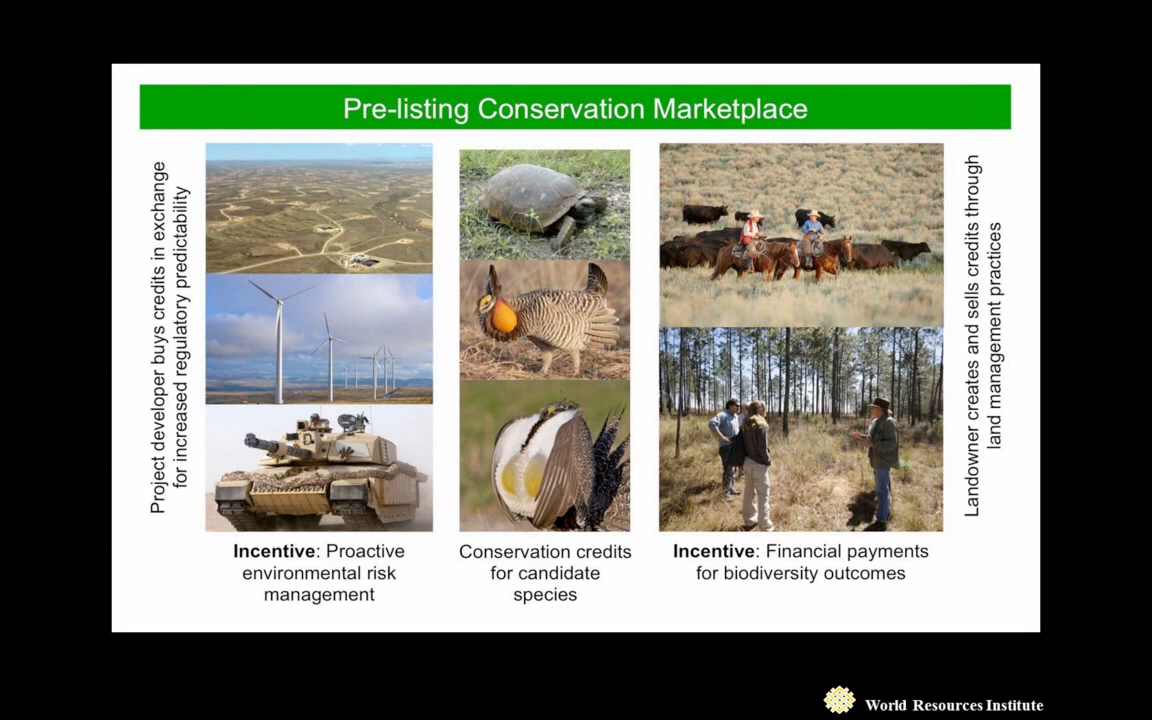 Pre-listing Conservation Marketplace
Project developer buys credits in exchange
for increased regulatory predictability
Incentive: Proactive
environmental risk
management
Conservation credits
for candidate
species
Incentive: Financial payments
for biodiversity outcomes
Landowner creates and sells credits through
land management practices
World Resources Institute